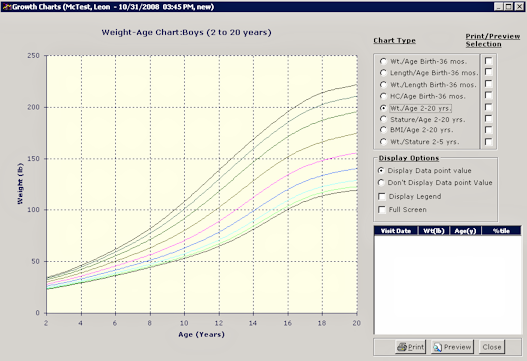 Growth Charts (McTest, Leon - 10/31/2008 03:45 PM, new)
Weight-Age Chart:Boys (2 to 20 years)
Weight (lb)
250
200
150
100
50
0
2 4 6 8 10 12 14 16 18 20
Age (Years)
Chart Type
Print/Preview
Selection
Wt./Age Birth-36 mos.
Length/Age Birth-36 mos.
Wt./Length Birth-36 mos.
HC/Age Birth-36 mos.
Wt./Age 2-20 yrs.
Stature/Age 2-20 yrs.
BMI/Age 2-20 yrs.
Wt./Stature 2-5 yrs.
Display Options
Display Data point value
Don't Display Data point Value
Display Legend
Full Screen
Visit Date Wt(lb) Age(y) %tile
Print Preview Close